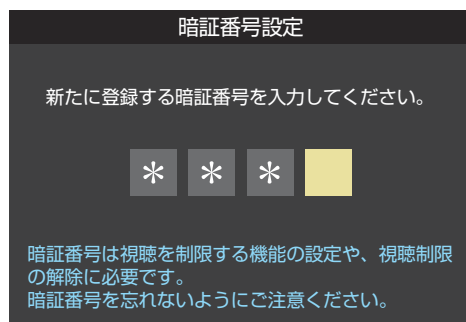 暗証番号設定
新たに登録する暗証番号を入力してください。
* * *
暗証番号は視聴を制限する機能の設定や、視聴制限
の解除に必要です。
暗証番号を忘れないようにご注意ください。